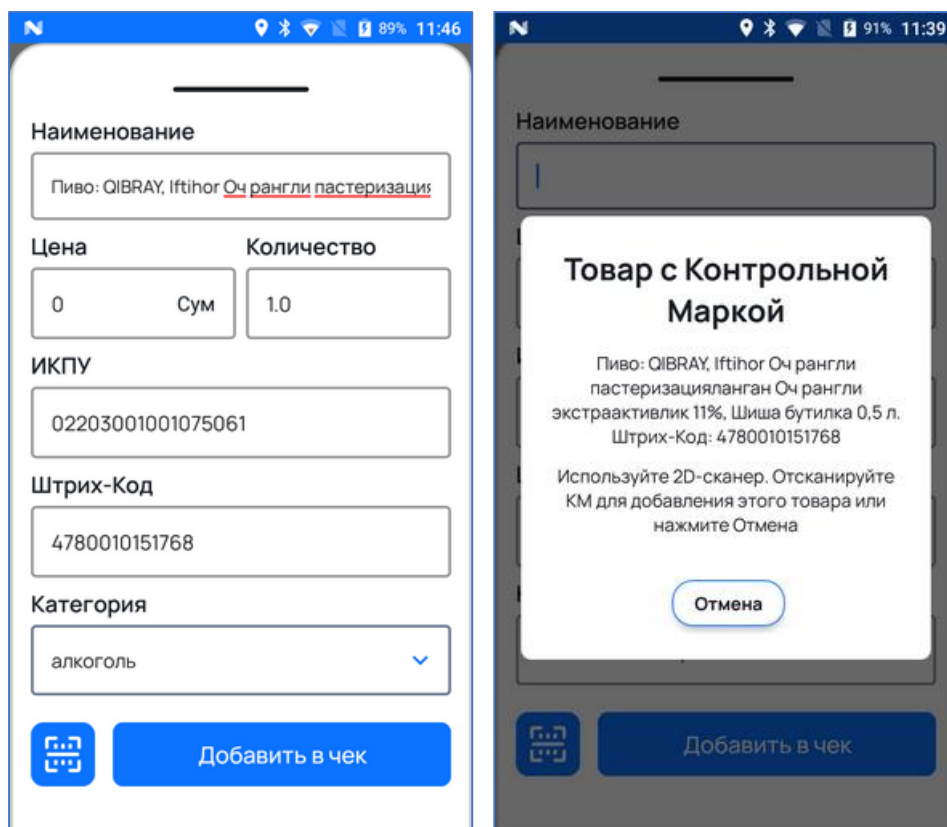 89% 11:46
Наименование
Пиво: QIBRAY, Iftihor Оч рангли пастеризация
Цена
Количество
0 Сум
1.0
ИКПУ
02203001001075061
Штрих-Код
4780010151768
Категория
алкоголь
Добавить в чек
91% 11:39
Наименование
Товар с Контрольной
Маркой
Пиво: QIBRAY, Iftihor Оч рангли
пастеризацияланган Оч рангли
экстраактивлик 11%, Шиша бутилка 0,5 л.
Штрих-Код: 4780010151768
Используйте 2D-сканер. Отсканируйте
КМ для добавления этого товара или
нажмите Отмена
Отмена
Добавить в чек